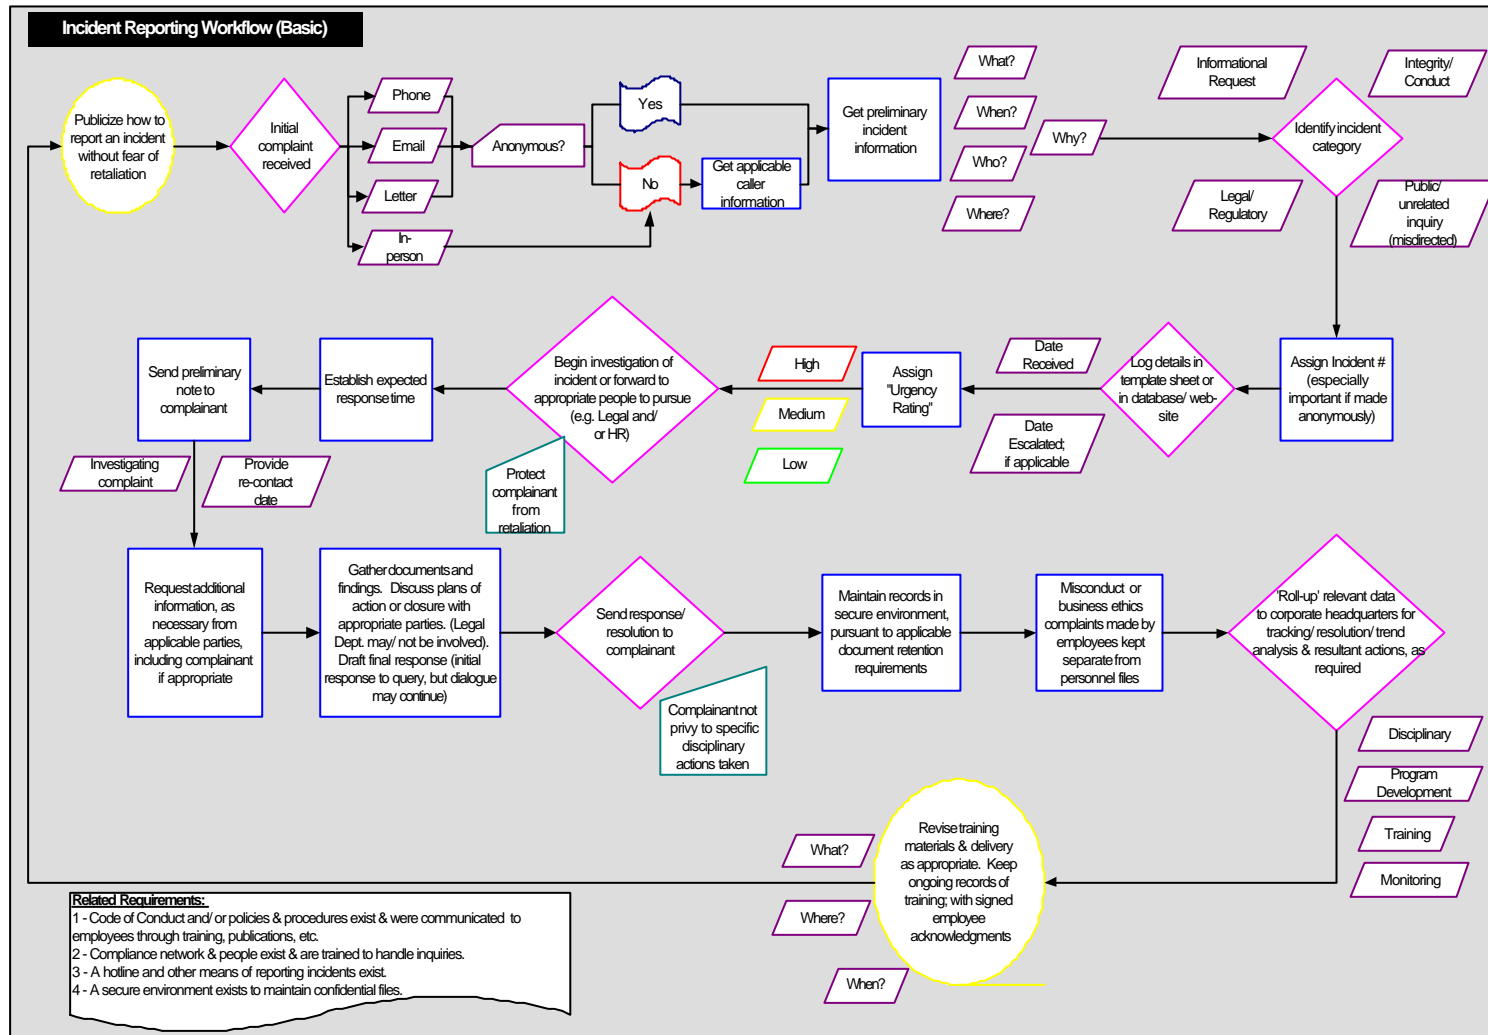 Incident Reporting Workflow (Basic)
Publicize how to
report an incident
without fear of
retaliation
Initial
complaint
received
Phone
Email
Letter
In-
person
Anonymous?
Yes
No
Get applicable
caller
information
Get preliminary
incident
information
What?
When?
Who?
Where?
Why?
Informational
Request
Integrity/
Conduct
Identify incident
category
Legal/
Regulatory
Public/
unrelated
inquiry
(misdirected)
Assign Incident #
(especially
important if made
anonymously)
Log details in
template sheet or
in database/ web-
site
Date
Received
Date
Escalated;
if applicable
Assign
"Urgency
Rating"
High
Medium
Low
Begin investigation of
incident or forward to
appropriate people to
pursue
(e.g. Legal and/
or HR)
Protect
complainant
from
retaliation
Establish expected
response time
Send preliminary
note to
complainant
Investigating
complaint
Provide
re-contact
date
Request additional
information, as
necessary from
applicable parties,
including complainant
if appropriate
Gather documents and
findings. Discuss plans of
action or closure with
appropriate parties. (Legal
Dept. may/ not be involved).
Draft final response (initial
response to query, but dialogue
may continue)
Send response/
resolution to
complainant
Complainant not
privy to specific
disciplinary
actions taken
Maintain records in
secure environment,
pursuant to applicable
document retention
requirements
Misconduct or
business ethics
complaints made by
employees kept
separate from
personnel files
'Roll-up' relevant data
to corporate headquarters for
tracking/ resolution/ trend
analysis & resultant actions, as
required
Disciplinary
Program
Development
Training
Monitoring
Revise training
materials & delivery
as appropriate. Keep
ongoing records of
training; with signed
employee
acknowledgments
What?
Where?
When?
Related Requirements:
1 - Code of Conduct and/ or policies & procedures exist & were communicated to
employees through training, publications, etc.
2 - Compliance network & people exist & are trained to handle inquiries.
3 - A hotline and other means of reporting incidents exist.
4 - A secure environment exists to maintain confidential files.